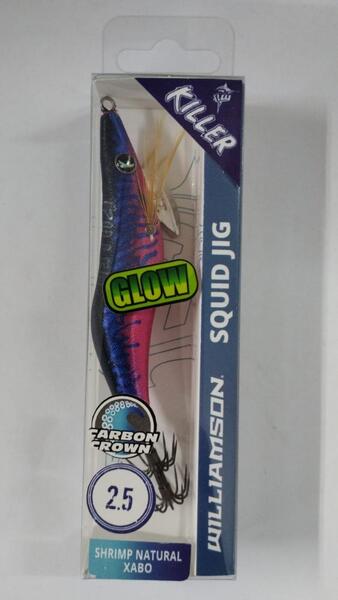 KILLER
SQUID JIG
WILLIAMSON
GLOW
CARBON
CROWN
2.5
SHRIMP NATURAL
XABO